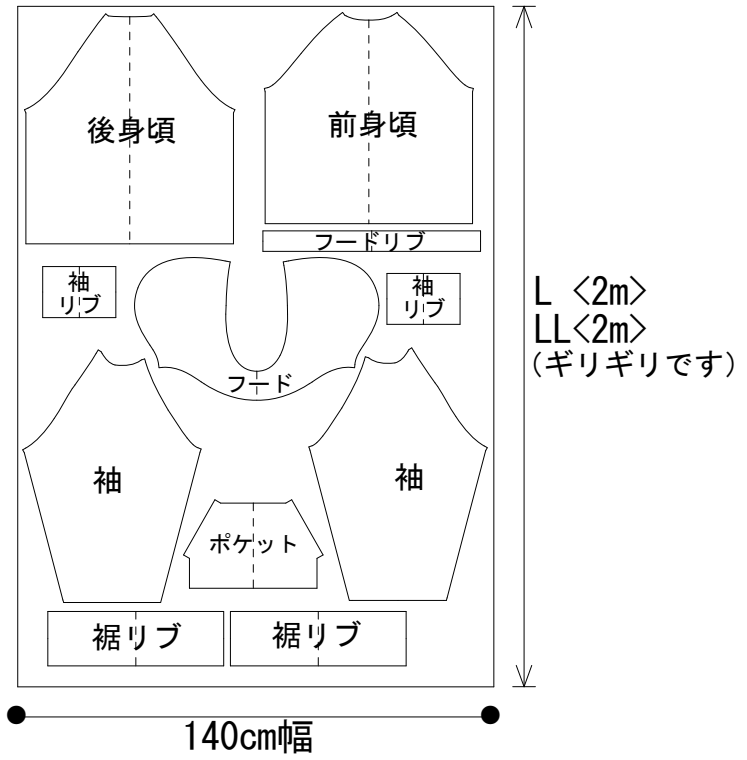 後身頃
前身頃
フードリブ
袖
リブ
袖
リブ
フード
L <2m>
LL<2m>
(ギリギリです)
袖
袖
ポケット
裾リブ
裾リブ
140cm幅